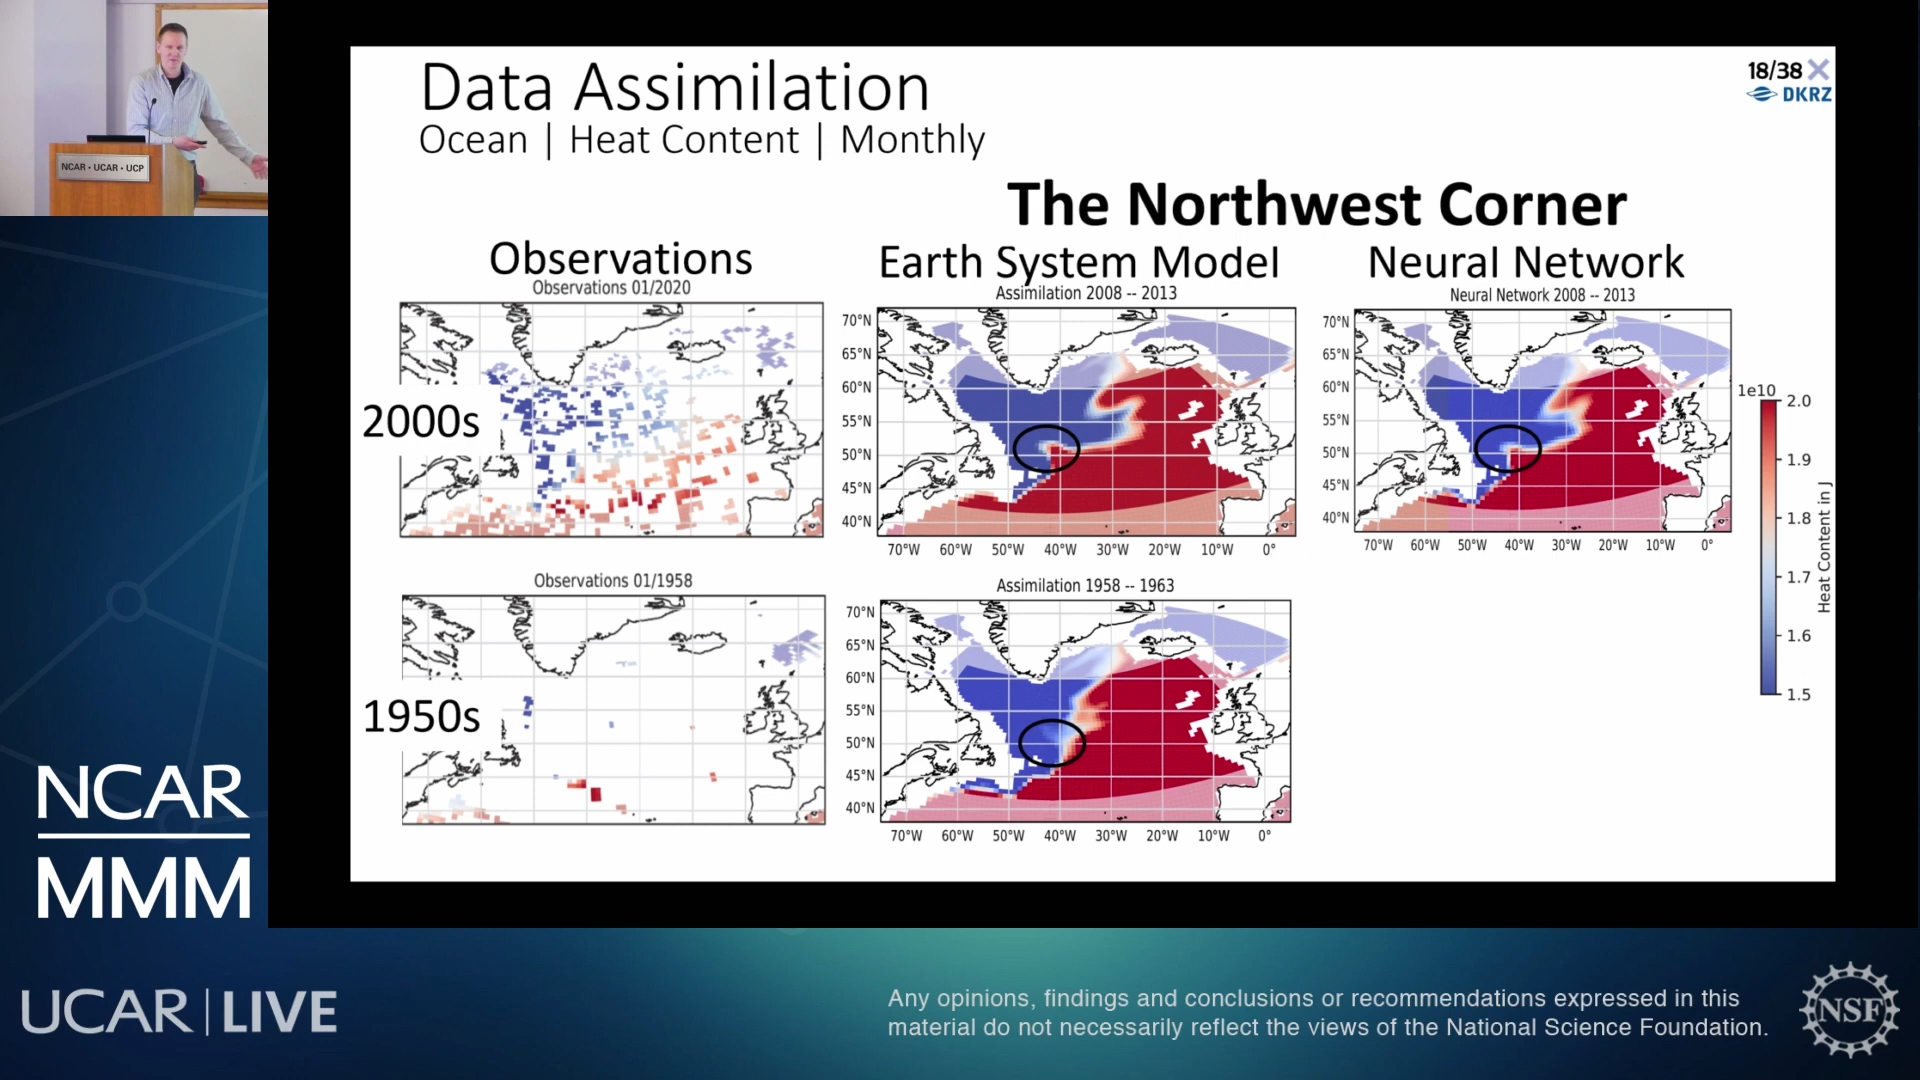 NCAR • UCAR • UCP
Data Assimilation
Ocean | Heat Content | Monthly
18/38
DKRZ
The Northwest Corner
Observations
Earth System Model
Neural Network
Observations 01/2020
Assimilation 2008 -- 2013
Neural Network 2008 -- 2013
2000s
70°N
65°N
60°N
55°N
50°N
45°N
40°N
70°W 60°W 50°W 40°W 30°W 20°W 10°W 0°
70°N
65°N
60°N
55°N
50°N
45°N
40°N
70°W 60°W 50°W 40°W 30°W 20°W 10°W 0°
1e10
2.0
1.9
1.8
1.7
1.6
1.5
Heat Content in J
Observations 01/1958
Assimilation 1958 -- 1963
1950s
70°N
65°N
60°N
55°N
50°N
45°N
40°N
70°W 60°W 50°W 40°W 30°W 20°W 10°W 0°
NCAR
MMM
UCAR | LIVE
Any opinions, findings and conclusions or recommendations expressed in this
material do not necessarily reflect the views of the National Science Foundation.
NSF